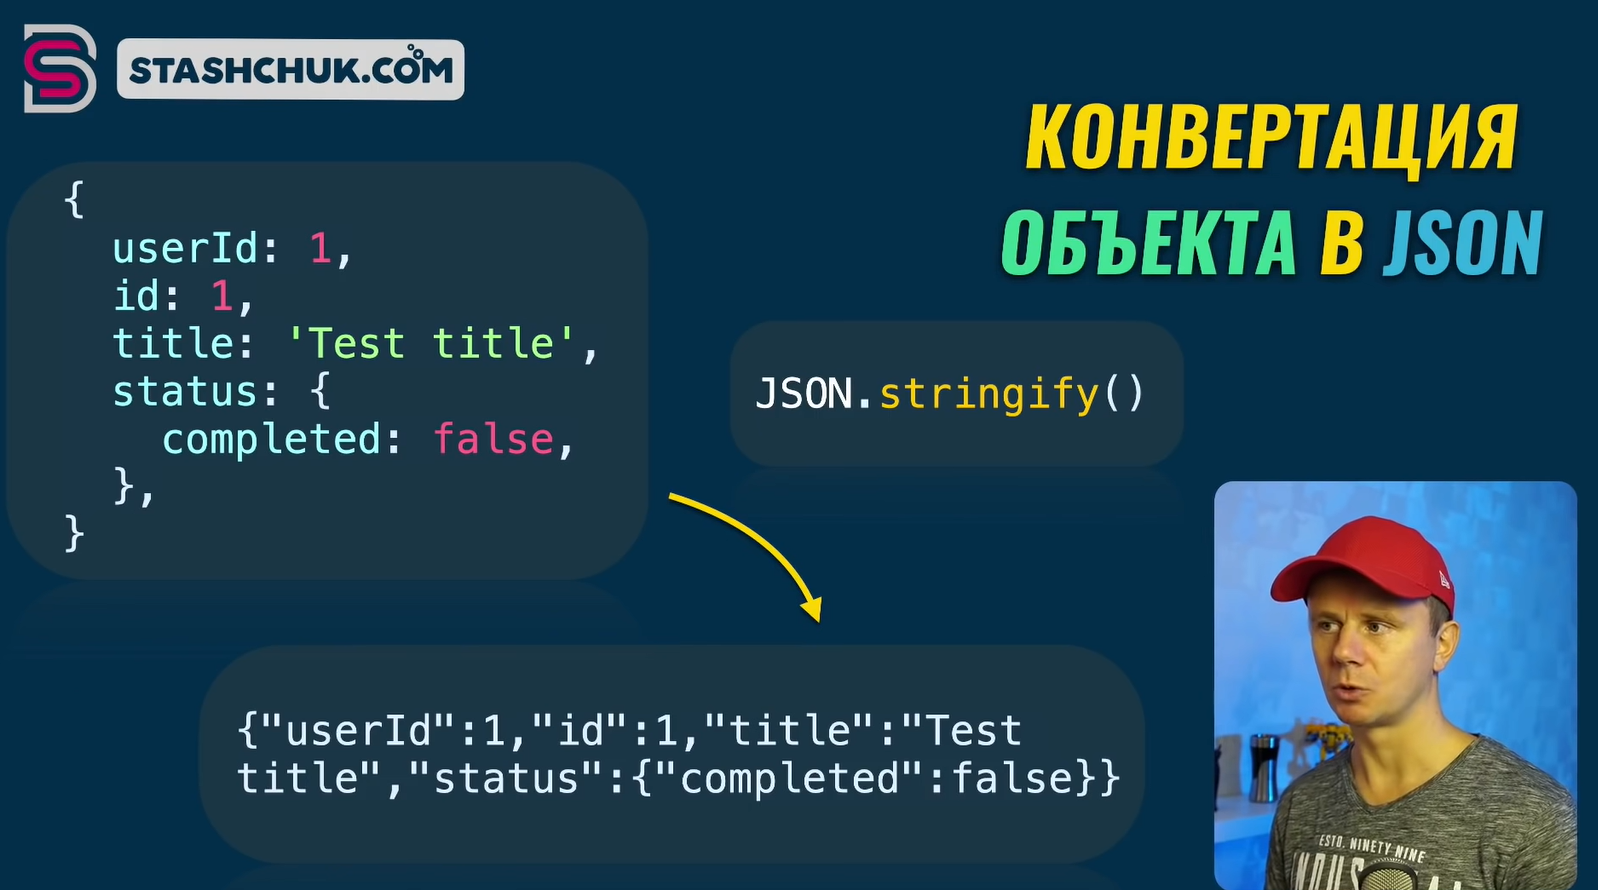 STASHCHUK.COM
КОНВЕРТАЦИЯ
ОБЪЕКТА В JSON
{
userId: 1,
id: 1,
title: 'Test title',
status: {
completed: false,
},
}
JSON.stringify()
{"userId":1,"id":1,"title":"Test
title","status":{"completed":false}}
ESTD. NINETY NINE